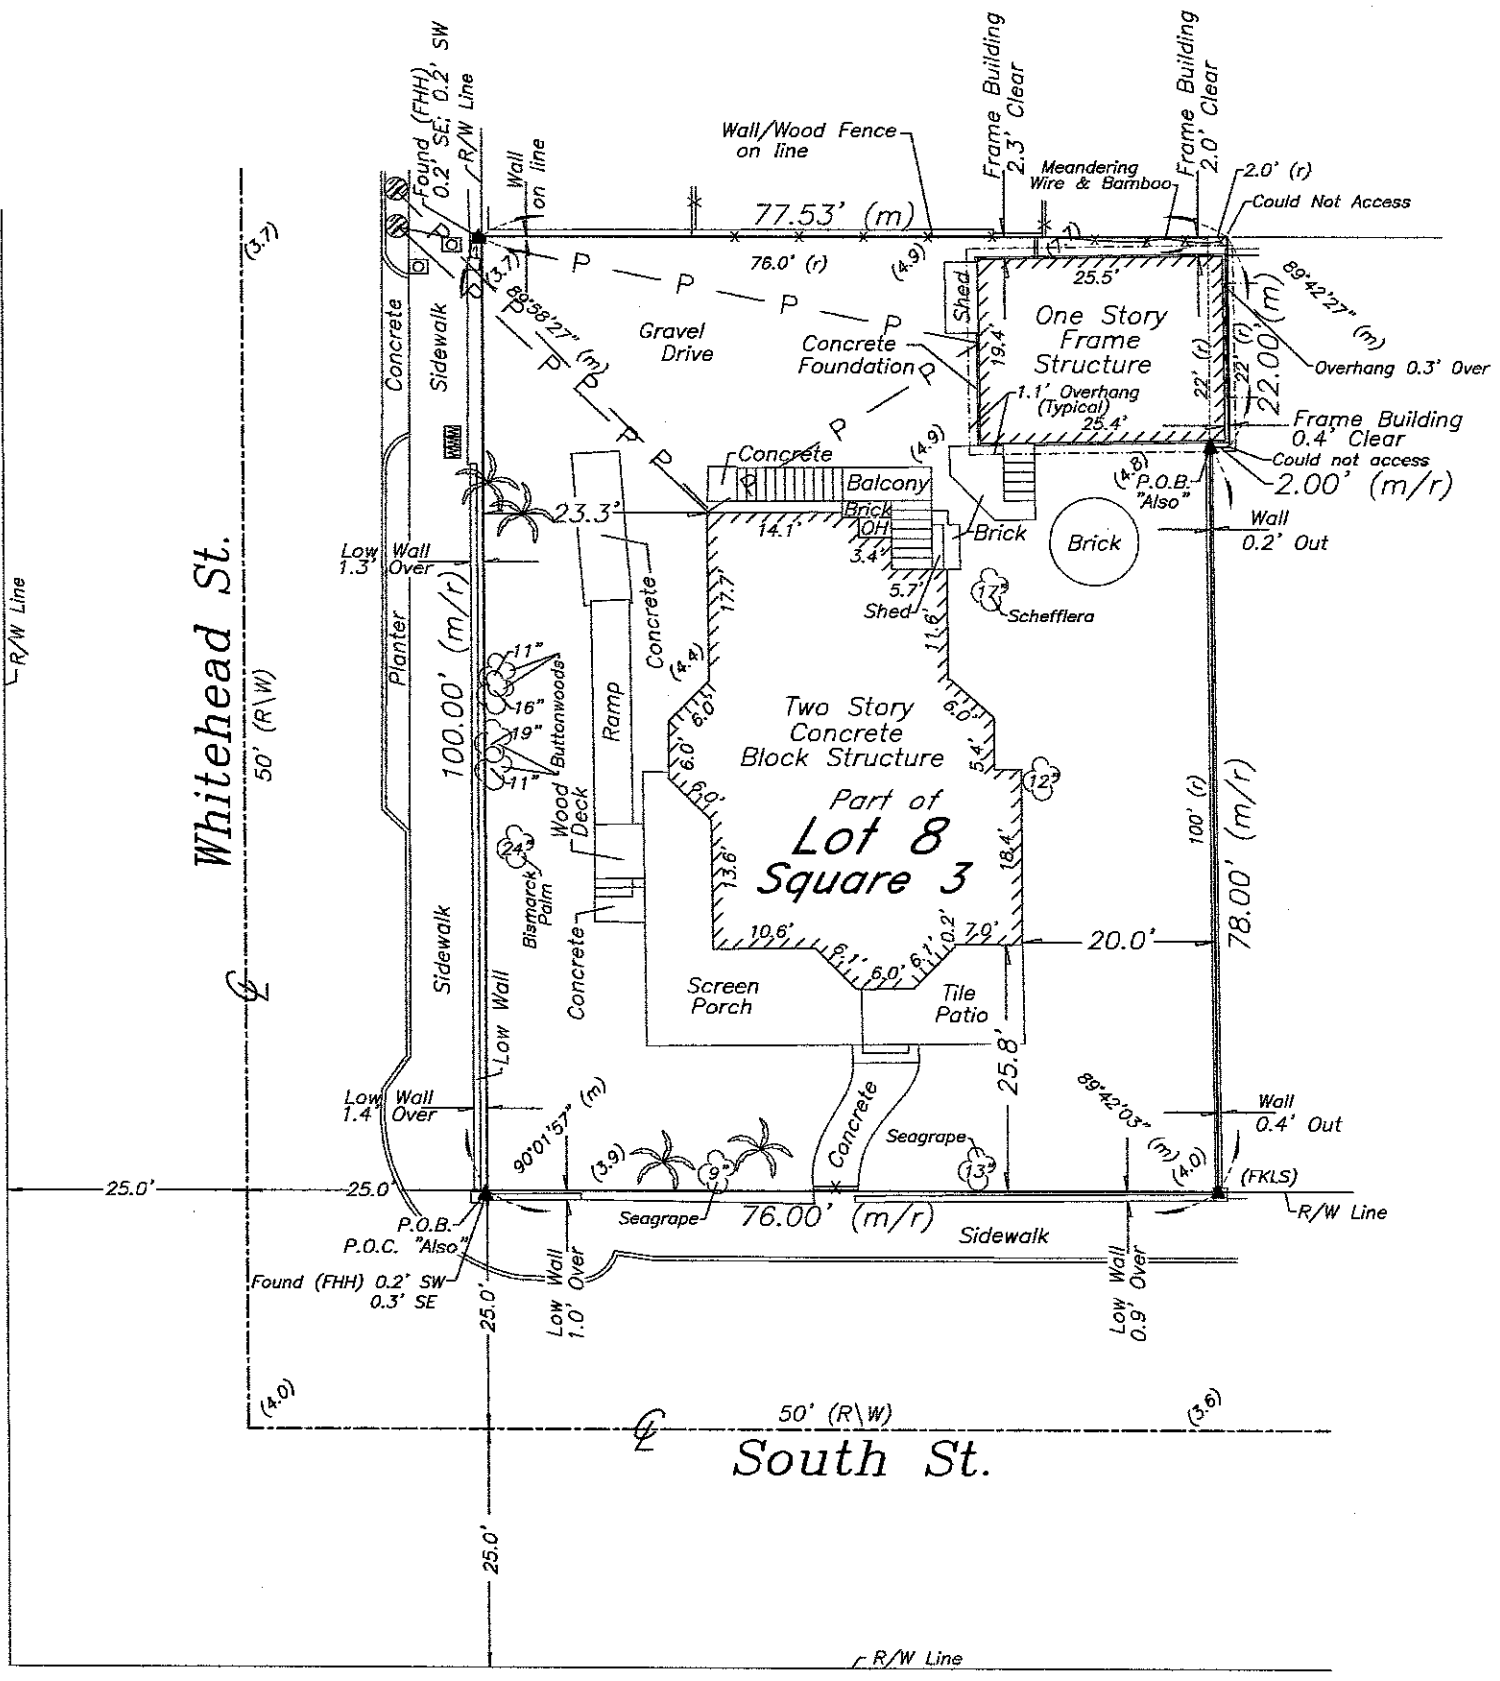 Found (FHH)
0.2' SE; 0.2' SW
R/W Line
Wall
on line
Wall/Wood Fence
on line
Frame Building
2.3' Clear
Frame Building
2.0' Clear
Meandering
Wire & Bamboo
2.0' (r)
Could Not Access
77.53' (m)
76.0' (r)
(3.7)
(3.7)
(4.9)
(7.7)
89°58'27" (m)
89°42'27" (m)
P
P
P
P
P
P
P
P
P
P
P
P
P
P
Gravel
Drive
Shed
25.5'
One Story
Frame
Structure
19.4'
22' (r)
22' (r)
22.00' (m)
Overhang 0.3' Over
Concrete
Foundation
1.1' Overhang
(Typical)
25.4'
Frame Building
0.4' Clear
Could not access
2.00' (m/r)
(4.9)
(4.8)
P.O.B.
"Also"
Concrete
Sidewalk
Concrete
Balcony
Brick
OH
14.1'
3.4'
5.7'
Shed
Brick
Brick
Wall
0.2' Out
23.3'
Low Wall
1.3' Over
17.7'
11.6'
17"
Schefflera
Concrete
(4.4)
R/W Line
Whitehead St.
50' (R\W)
Planter
100.00' (m/r)
11"
16"
19"
11"
Buttonwoods
Ramp
6.0'
6.0'
6.0'
6.0'
5.4'
Two Story
Concrete
Block Structure
Part of
Lot 8
Square 3
12"
100' (r)
78.00' (m/r)
Wood
Deck
24"
Bismarck
Palm
13.6'
18.4'
10.6'
6.1'
6.0'
6.1'
0.2'
7.0'
20.0'
Sidewalk
Low Wall
Concrete
Screen
Porch
Tile
Patio
25.8'
Low Wall
1.4' Over
90°01'57" (m)
(3.9)
Concrete
Seagrape
13"
89°42'03" (m)
(4.0)
Wall
0.4' Out
(FKLS)
R/W Line
25.0'
25.0'
P.O.B.
P.O.C. "Also"
9"
Seagrape
76.00' (m/r)
Sidewalk
Found (FHH) 0.2' SW
0.3' SE
25.0'
Low Wall
1.0' Over
Low Wall
0.9' Over
(4.0)
50' (R\W)
(3.6)
South St.
25.0'
R/W Line